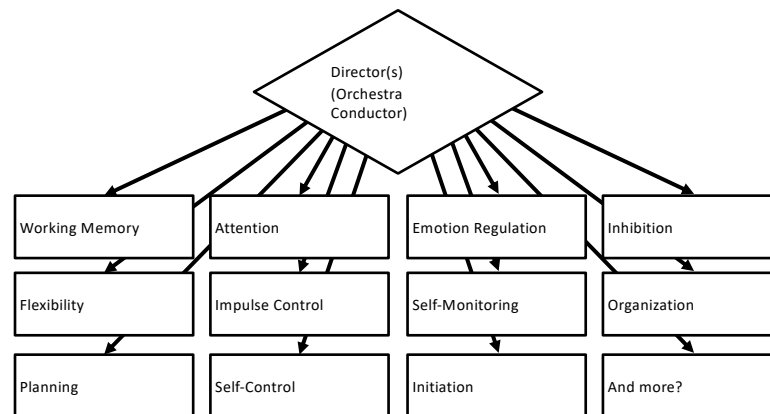 Director(s)
(Orchestra
Conductor)
Working Memory
Attention
Emotion Regulation
Inhibition
Flexibility
Impulse Control
Self-Monitoring
Organization
Planning
Self-Control
Initiation
And more?